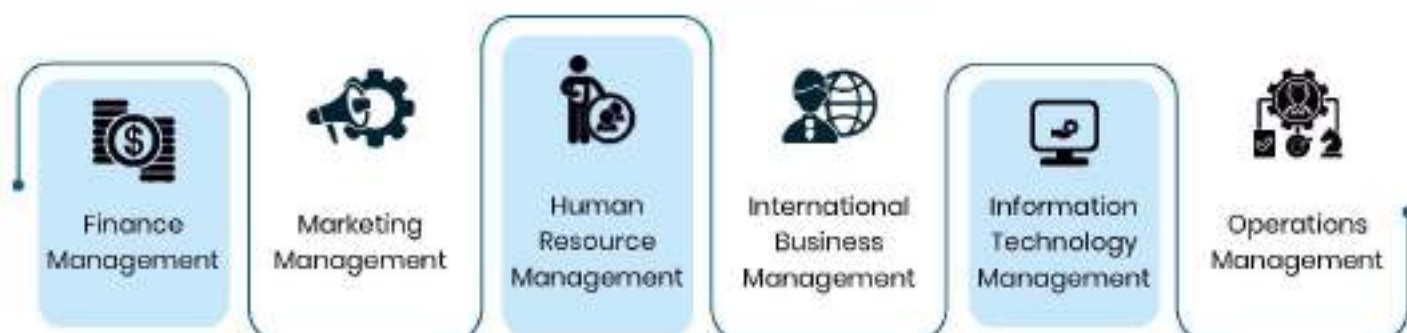 Finance
Management
Marketing
Management
Human
Resource
Management
International
Business
Management
Information
Technology
Management
Operations
Management